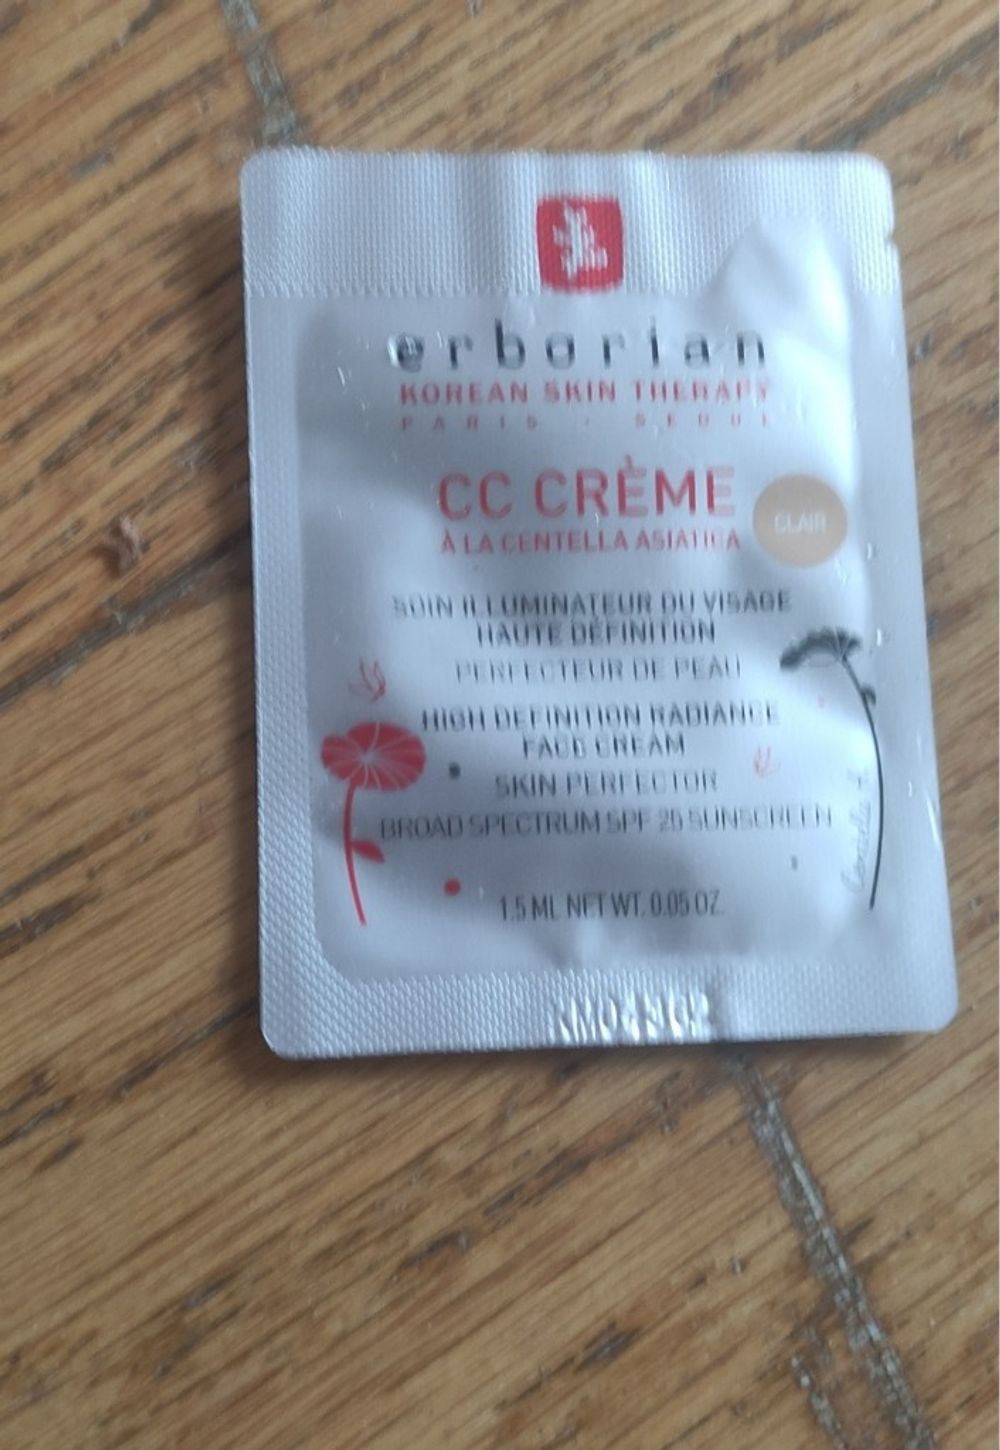 erborian
KOREAN SKIN THERAPY
PARIS - SEOUL
CC CRÈME
À LA CENTELLA ASIATICA
CLAIR
SOIN ILLUMINATEUR DU VISAGE
HAUTE DÉFINITION
PERFECTEUR DE PEAU
HIGH DEFINITION RADIANCE
FACE CREAM
SKIN PERFECTOR
BROAD SPECTRUM SPF 25 SUNSCREEN
1.5 ML NET WT. 0.05 OZ.